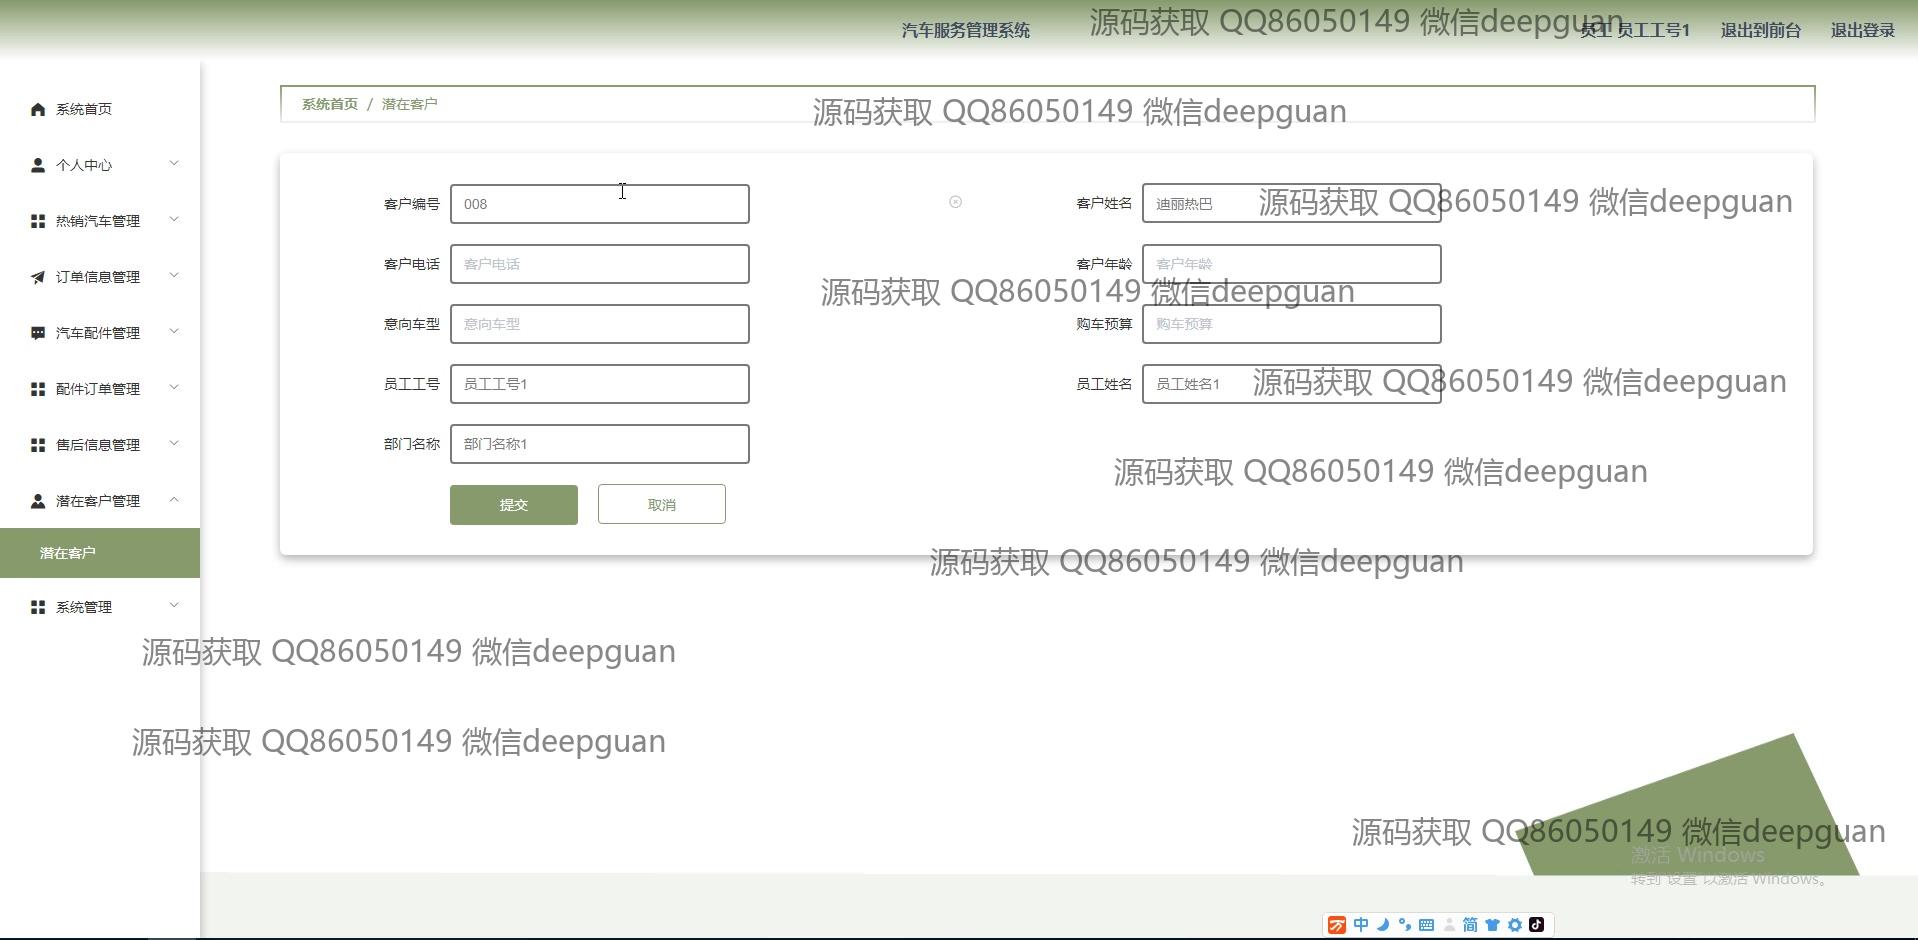 汽车服务管理系统
源码获取 QQ86050149 微信deepguan
员工 员工工号1
退出到前台
退出登录
系统首页 / 潜在客户
源码获取 QQ86050149 微信deepguan
系统首页
个人中心
热销汽车管理
订单信息管理
汽车配件管理
配件订单管理
售后信息管理
潜在客户管理
潜在客户
系统管理
客户编号 008
客户姓名 迪丽热巴
源码获取 QQ86050149 微信deepguan
客户电话 客户电话
客户年龄 客户年龄
源码获取 QQ86050149 微信deepguan
意向车型 意向车型
购车预算 购车预算
员工工号 员工工号1
员工姓名 员工姓名1
源码获取 QQ86050149 微信deepguan
部门名称 部门名称1
源码获取 QQ86050149 微信deepguan
提交
取消
源码获取 QQ86050149 微信deepguan
源码获取 QQ86050149 微信deepguan
源码获取 QQ86050149 微信deepguan
源码获取 QQ86050149 微信deepguan
激活 Windows
转到"设置"以激活 Windows。
中
简